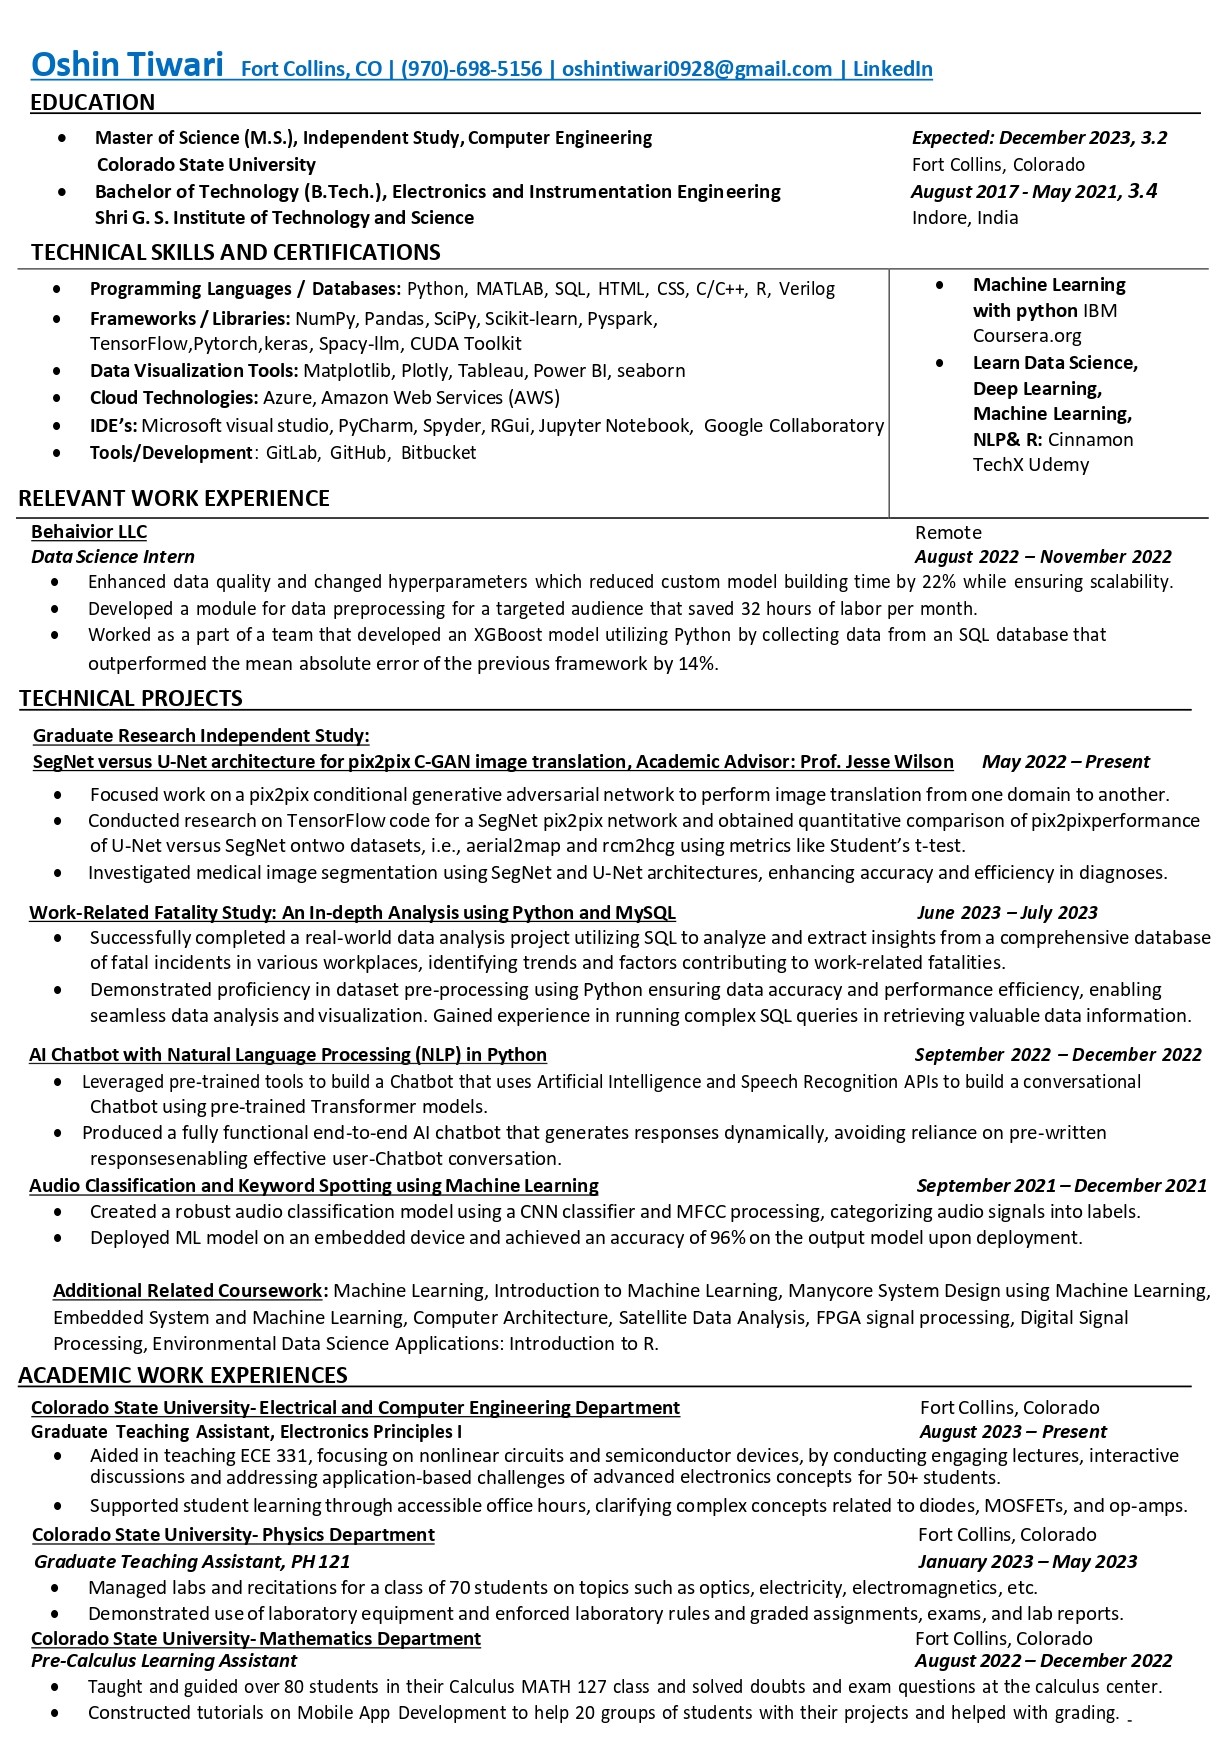 Oshin Tiwari Fort Collins, CO | (970)-698-5156 | oshintiwari0928@gmail.com | LinkedIn
EDUCATION
• Master of Science (M.S.), Independent Study, Computer Engineering Expected: December 2023, 3.2
Colorado State University Fort Collins, Colorado
• Bachelor of Technology (B.Tech.), Electronics and Instrumentation Engineering August 2017 - May 2021, 3.4
Shri G. S. Institute of Technology and Science Indore, India
TECHNICAL SKILLS AND CERTIFICATIONS
• Programming Languages / Databases: Python, MATLAB, SQL, HTML, CSS, C/C++, R, Verilog
• Frameworks / Libraries: NumPy, Pandas, SciPy, Scikit-learn, Pyspark,
TensorFlow,Pytorch,keras, Spacy-llm, CUDA Toolkit
• Data Visualization Tools: Matplotlib, Plotly, Tableau, Power BI, seaborn
• Cloud Technologies: Azure, Amazon Web Services (AWS)
• IDE's: Microsoft visual studio, PyCharm, Spyder, RGui, Jupyter Notebook, Google Collaboratory
• Tools/Development: GitLab, GitHub, Bitbucket
• Machine Learning
with python IBM
Coursera.org
• Learn Data Science,
Deep Learning,
Machine Learning,
NLP& R: Cinnamon
TechX Udemy
RELEVANT WORK EXPERIENCE
Behaivior LLC Remote
Data Science Intern August 2022 – November 2022
• Enhanced data quality and changed hyperparameters which reduced custom model building time by 22% while ensuring scalability.
• Developed a module for data preprocessing for a targeted audience that saved 32 hours of labor per month.
• Worked as a part of a team that developed an XGBoost model utilizing Python by collecting data from an SQL database that
outperformed the mean absolute error of the previous framework by 14%.
TECHNICAL PROJECTS
Graduate Research Independent Study:
SegNet versus U-Net architecture for pix2pix C-GAN image translation, Academic Advisor: Prof. Jesse Wilson May 2022 – Present
• Focused work on a pix2pix conditional generative adversarial network to perform image translation from one domain to another.
• Conducted research on TensorFlow code for a SegNet pix2pix network and obtained quantitative comparison of pix2pixperformance
of U-Net versus SegNet ontwo datasets, i.e., aerial2map and rcm2hcg using metrics like Student's t-test.
• Investigated medical image segmentation using SegNet and U-Net architectures, enhancing accuracy and efficiency in diagnoses.
Work-Related Fatality Study: An In-depth Analysis using Python and MySQL June 2023 – July 2023
• Successfully completed a real-world data analysis project utilizing SQL to analyze and extract insights from a comprehensive database
of fatal incidents in various workplaces, identifying trends and factors contributing to work-related fatalities.
• Demonstrated proficiency in dataset pre-processing using Python ensuring data accuracy and performance efficiency, enabling
seamless data analysis and visualization. Gained experience in running complex SQL queries in retrieving valuable data information.
AI Chatbot with Natural Language Processing (NLP) in Python September 2022 – December 2022
• Leveraged pre-trained tools to build a Chatbot that uses Artificial Intelligence and Speech Recognition APIs to build a conversational
Chatbot using pre-trained Transformer models.
• Produced a fully functional end-to-end AI chatbot that generates responses dynamically, avoiding reliance on pre-written
responsesenabling effective user-Chatbot conversation.
Audio Classification and Keyword Spotting using Machine Learning September 2021 – December 2021
• Created a robust audio classification model using a CNN classifier and MFCC processing, categorizing audio signals into labels.
• Deployed ML model on an embedded device and achieved an accuracy of 96% on the output model upon deployment.
Additional Related Coursework: Machine Learning, Introduction to Machine Learning, Manycore System Design using Machine Learning,
Embedded System and Machine Learning, Computer Architecture, Satellite Data Analysis, FPGA signal processing, Digital Signal
Processing, Environmental Data Science Applications: Introduction to R.
ACADEMIC WORK EXPERIENCES
Colorado State University- Electrical and Computer Engineering Department Fort Collins, Colorado
Graduate Teaching Assistant, Electronics Principles I August 2023 – Present
• Aided in teaching ECE 331, focusing on nonlinear circuits and semiconductor devices, by conducting engaging lectures, interactive
discussions and addressing application-based challenges of advanced electronics concepts for 50+ students.
• Supported student learning through accessible office hours, clarifying complex concepts related to diodes, MOSFETs, and op-amps.
Colorado State University- Physics Department Fort Collins, Colorado
Graduate Teaching Assistant, PH 121 January 2023 – May 2023
• Managed labs and recitations for a class of 70 students on topics such as optics, electricity, electromagnetics, etc.
• Demonstrated use of laboratory equipment and enforced laboratory rules and graded assignments, exams, and lab reports.
Colorado State University- Mathematics Department Fort Collins, Colorado
Pre-Calculus Learning Assistant August 2022 – December 2022
• Taught and guided over 80 students in their Calculus MATH 127 class and solved doubts and exam questions at the calculus center.
• Constructed tutorials on Mobile App Development to help 20 groups of students with their projects and helped with grading. -